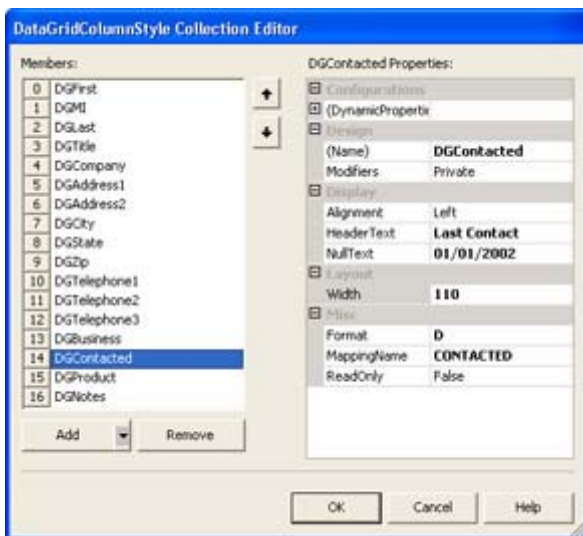 DataGridColumnStyle Collection Editor
Members:
0 DGFirst
1 DGMI
2 DGLast
3 DGTitle
4 DGCompany
5 DGAddress1
6 DGAddress2
7 DGCity
8 DGState
9 DGZip
10 DGTelephone1
11 DGTelephone2
12 DGTelephone3
13 DGBusiness
14 DGContacted
15 DGProduct
16 DGNotes
Add
Remove
DGContacted Properties:
Configurations
(DynamicPropertie
Design
(Name) DGContacted
Modifiers Private
Display
Alignment Left
HeaderText Last Contact
NullText 01/01/2002
Layout
Width 110
Misc
Format D
MappingName CONTACTED
ReadOnly False
OK
Cancel
Help